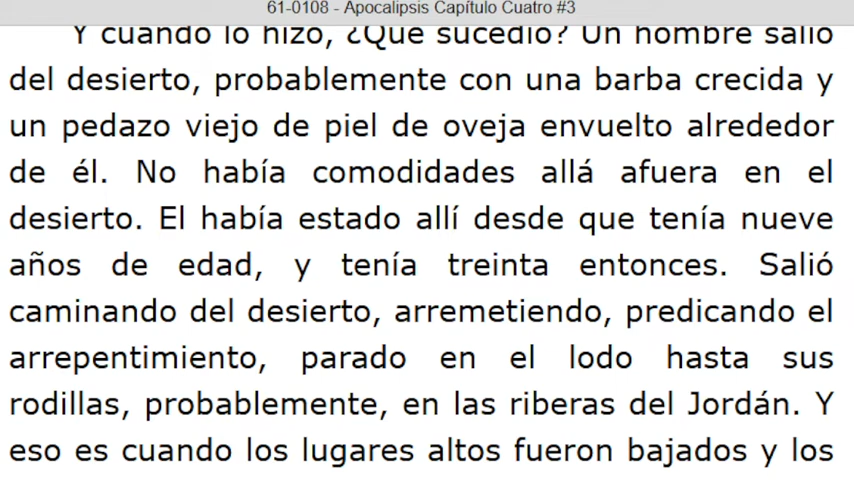 61-0108 - Apocalipsis Capítulo Cuatro #3
Y cuando lo hizo, ¿Qué sucedió? Un hombre salió
del desierto, probablemente con una barba crecida y
un pedazo viejo de piel de oveja envuelto alrededor
de él. No había comodidades allá afuera en el
desierto. El había estado allí desde que tenía nueve
años de edad, y tenía treinta entonces. Salió
caminando del desierto, arremetiendo, predicando el
arrepentimiento, parado en el lodo hasta sus
rodillas, probablemente, en las riberas del Jordán. Y
eso es cuando los lugares altos fueron bajados y los